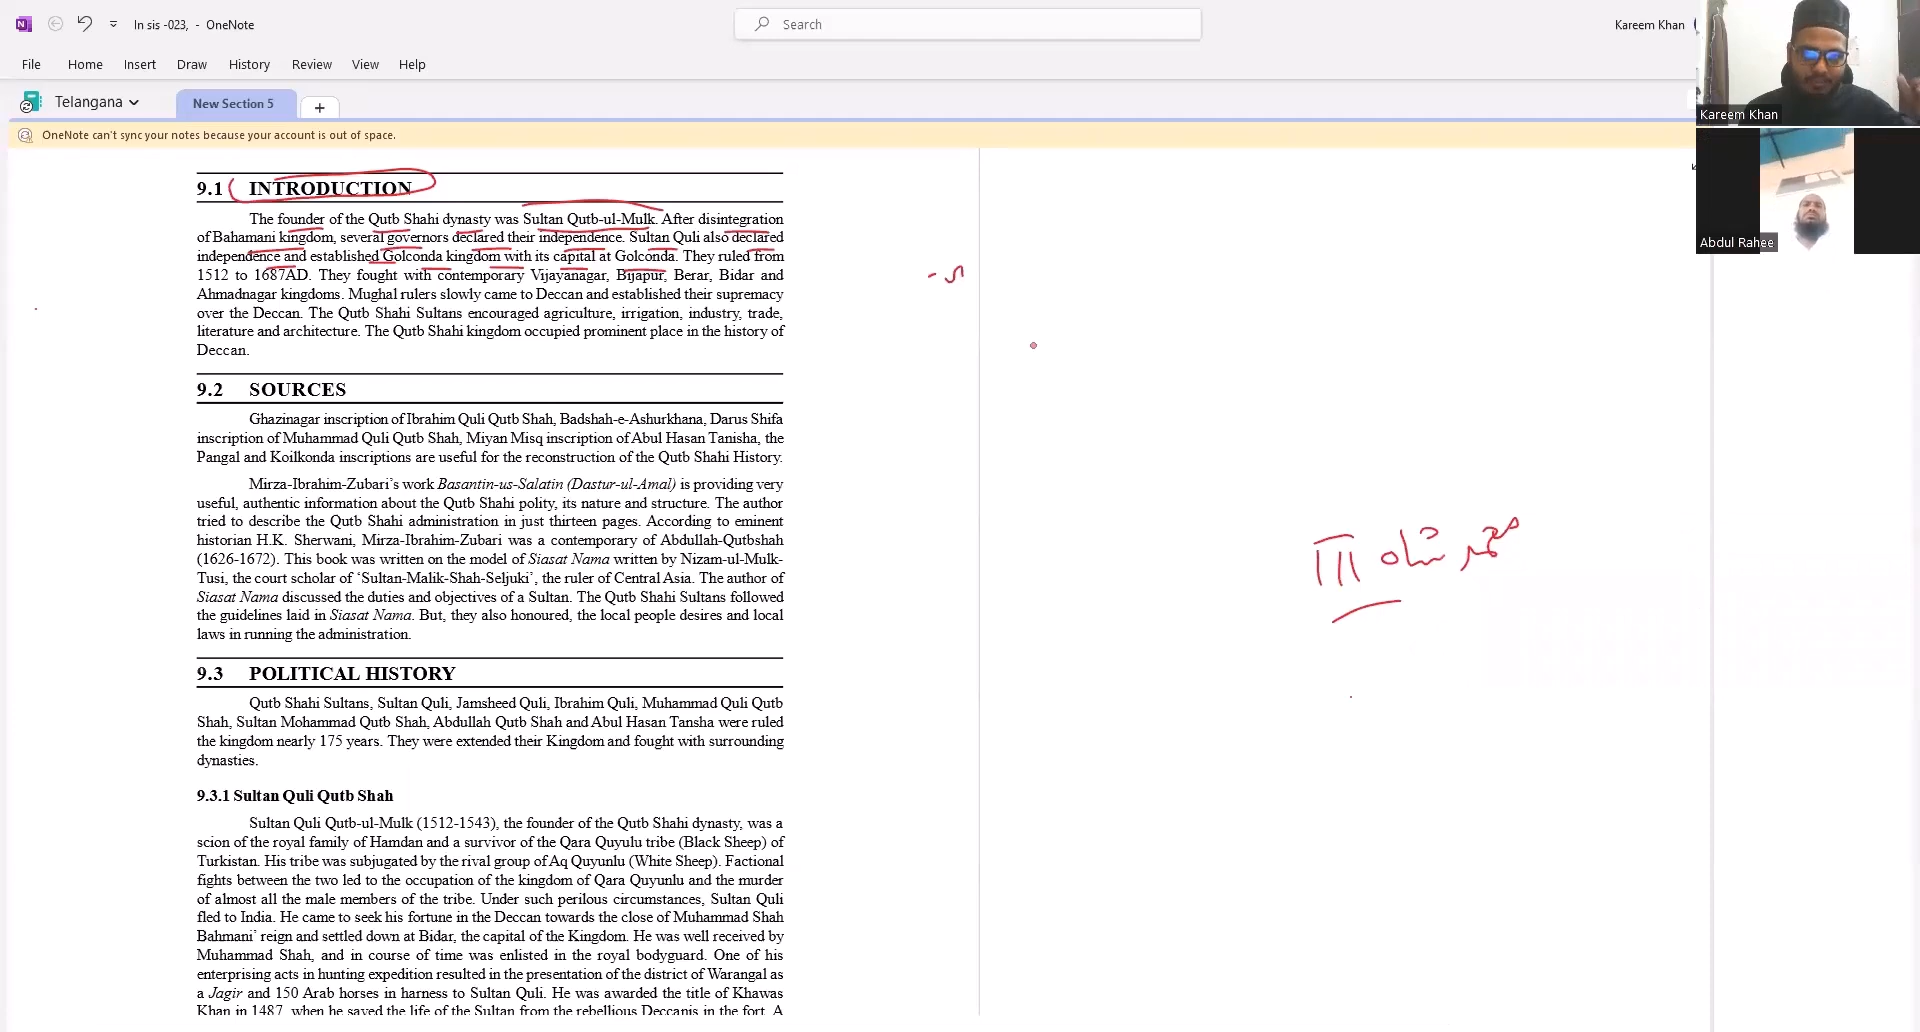 In sis -023, - OneNote
Search
Kareem Khan
File Home Insert Draw History Review View Help
Telangana
New Section 5
+
OneNote can't sync your notes because your account is out of space.
Kareem Khan
Abdul Rahee
9.1 INTRODUCTION
The founder of the Qutb Shahi dynasty was Sultan Qutb-ul-Mulk. After disintegration
of Bahamani kingdom, several governors declared their independence. Sultan Quli also declared
independence and established Golconda kingdom with its capital at Golconda. They ruled from
1512 to 1687AD. They fought with contemporary Vijayanagar, Bijapur, Berar, Bidar and
Ahmadnagar kingdoms. Mughal rulers slowly came to Deccan and established their supremacy
over the Deccan. The Qutb Shahi Sultans encouraged agriculture, irrigation, industry, trade,
literature and architecture. The Qutb Shahi kingdom occupied prominent place in the history of
Deccan.
9.2 SOURCES
Ghazinagar inscription of Ibrahim Quli Qutb Shah, Badshah-e-Ashurkhana, Darus Shifa
inscription of Muhammad Quli Qutb Shah, Miyan Misq inscription of Abul Hasan Tanisha, the
Pangal and Koilkonda inscriptions are useful for the reconstruction of the Qutb Shahi History.
Mirza-Ibrahim-Zubari's work Basantin-us-Salatin (Dastur-ul-Amal) is providing very
useful, authentic information about the Qutb Shahi polity, its nature and structure. The author
tried to describe the Qutb Shahi administration in just thirteen pages. According to eminent
historian H.K. Sherwani, Mirza-Ibrahim-Zubari was a contemporary of Abdullah-Qutbshah
(1626-1672). This book was written on the model of Siasat Nama written by Nizam-ul-Mulk-
Tusi, the court scholar of ‘Sultan-Malik-Shah-Seljuki’, the ruler of Central Asia. The author of
Siasat Nama discussed the duties and objectives of a Sultan. The Qutb Shahi Sultans followed
the guidelines laid in Siasat Nama. But, they also honoured, the local people desires and local
laws in running the administration.
9.3 POLITICAL HISTORY
Qutb Shahi Sultans, Sultan Quli, Jamsheed Quli, Ibrahim Quli, Muhammad Quli Qutb
Shah, Sultan Mohammad Qutb Shah, Abdullah Qutb Shah and Abul Hasan Tansha were ruled
the kingdom nearly 175 years. They were extended their Kingdom and fought with surrounding
dynasties.
9.3.1 Sultan Quli Qutb Shah
Sultan Quli Qutb-ul-Mulk (1512-1543), the founder of the Qutb Shahi dynasty, was a
scion of the royal family of Hamdan and a survivor of the Qara Quyulu tribe (Black Sheep) of
Turkistan. His tribe was subjugated by the rival group of Aq Quyunlu (White Sheep). Factional
fights between the two led to the occupation of the kingdom of Qara Quyunlu and the murder
of almost all the male members of the tribe. Under such perilous circumstances, Sultan Quli
fled to India. He came to seek his fortune in the Deccan towards the close of Muhammad Shah
Bahmani’ reign and settled down at Bidar, the capital of the Kingdom. He was well received by
Muhammad Shah, and in course of time was enlisted in the royal bodyguard. One of his
enterprising acts in hunting expedition resulted in the presentation of the district of Warangal as
a Jagir and 150 Arab horses in harness to Sultan Quli. He was awarded the title of Khawas
Khan in 1487, when he saved the life of the Sultan from the rebellious Deccanis in the fort. A
III